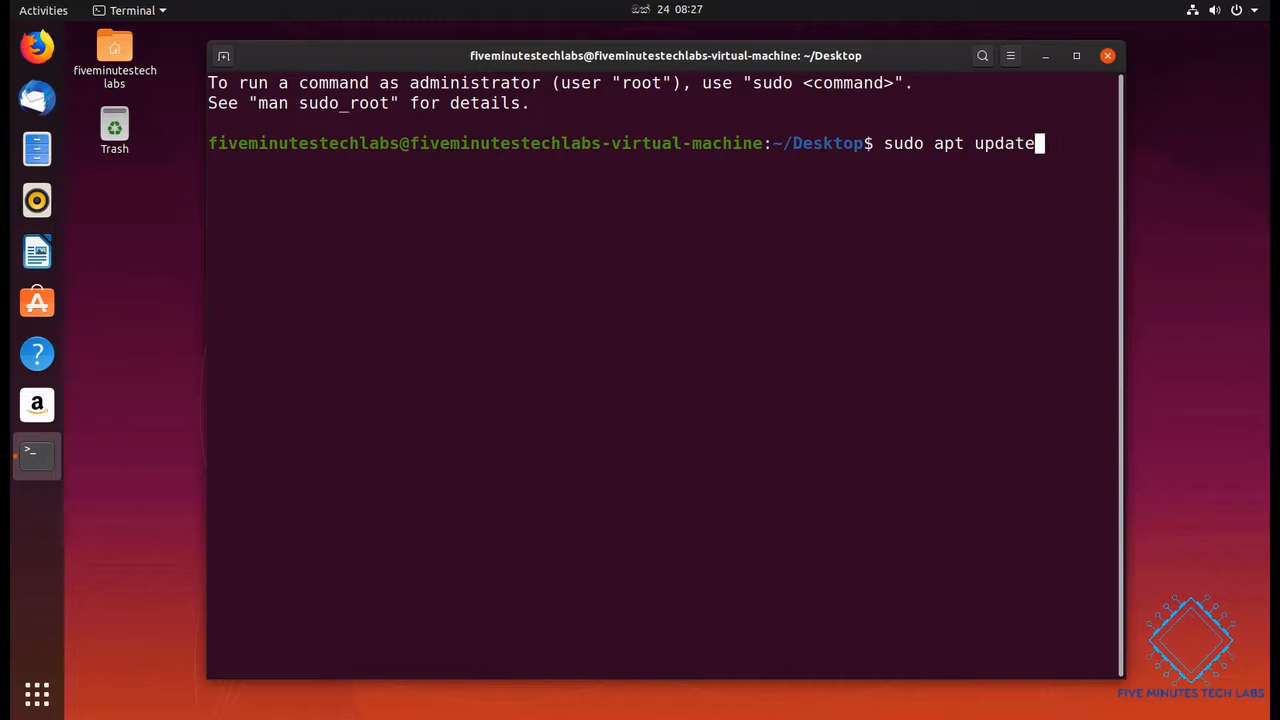 Activities
Terminal
ඔක් 24 08:27
fiveminutestech
labs
Trash
fiveminutestechlabs@fiveminutestechlabs-virtual-machine: ~/Desktop
To run a command as administrator (user "root"), use "sudo <command>".
See "man sudo_root" for details.
fiveminutestechlabs@fiveminutestechlabs-virtual-machine:~/Desktop$ sudo apt update
FIVE MINUTES TECH LABS